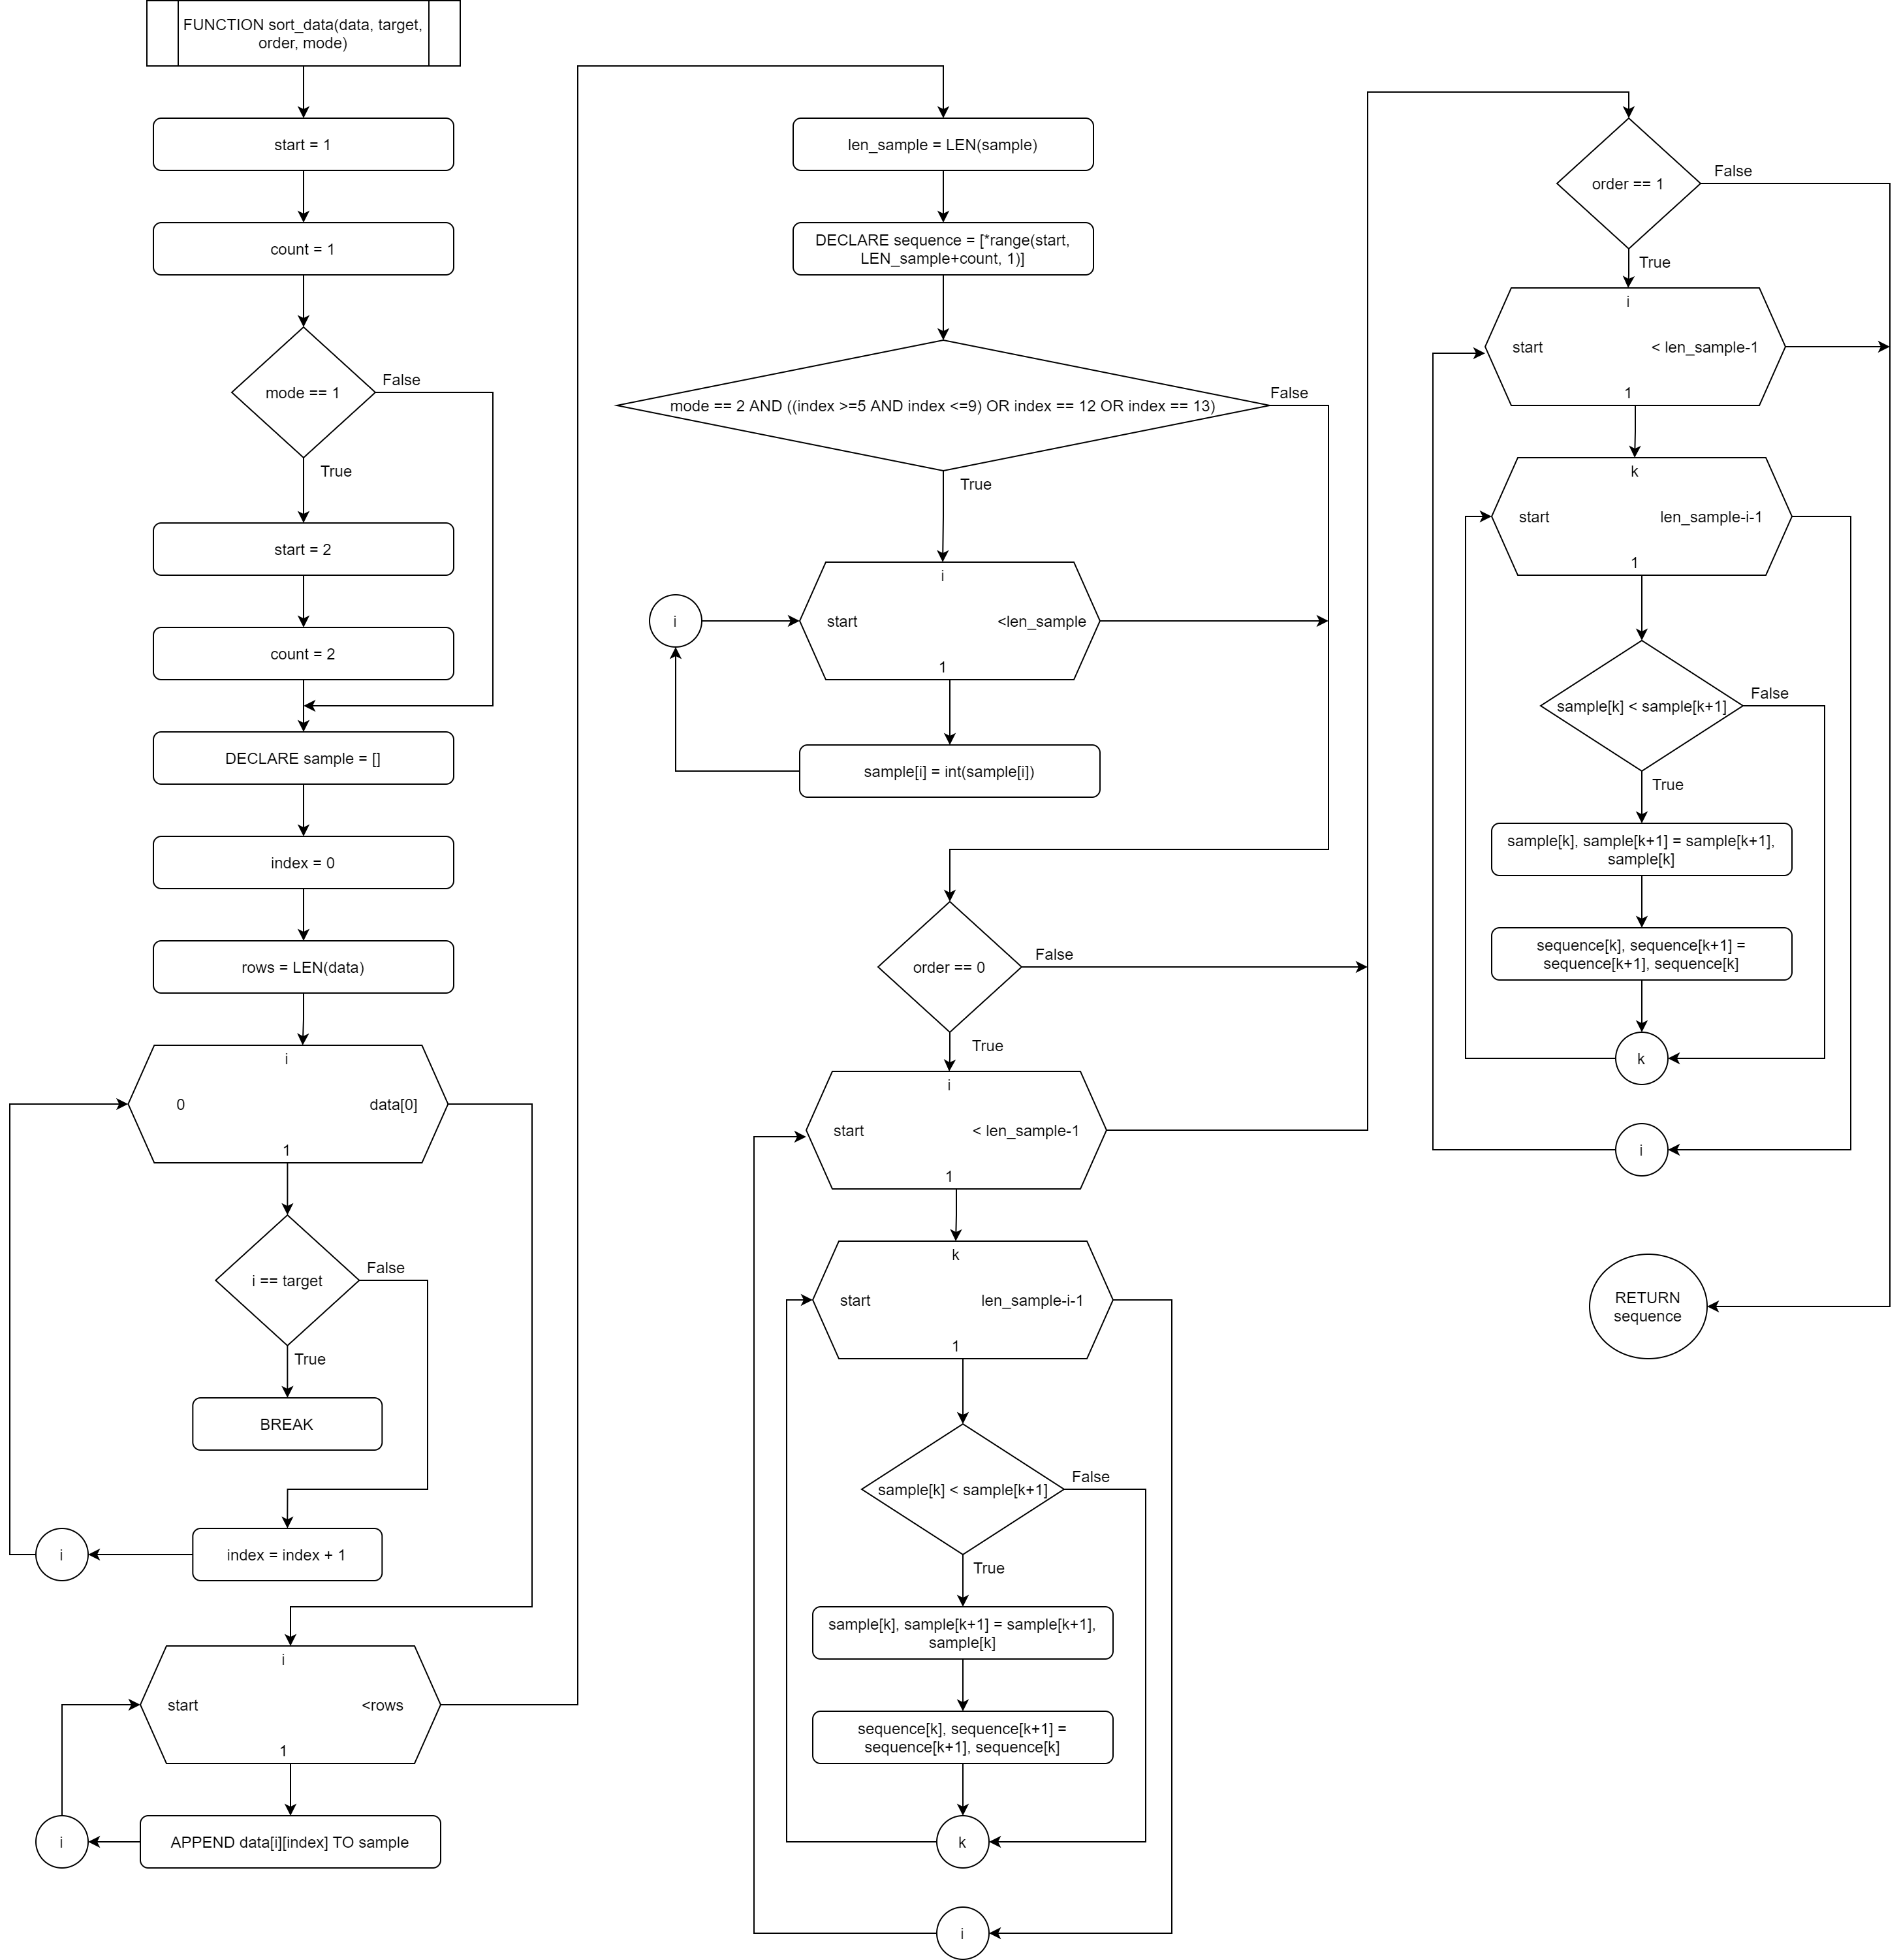 FUNCTION sort_data(data, target,
order, mode)
start = 1
count = 1
mode == 1
False
True
start = 2
count = 2
DECLARE sample = []
index = 0
rows = LEN(data)
i
0
data[0]
1
i == target
False
True
BREAK
index = index + 1
i
i
start
<rows
1
APPEND data[i][index] TO sample
i
len_sample = LEN(sample)
DECLARE sequence = [*range(start,
LEN_sample+count, 1)]
mode == 2 AND ((index >=5 AND index <=9) OR index == 12 OR index == 13)
False
True
i
i
start
<len_sample
1
sample[i] = int(sample[i])
order == 0
False
True
i
start
< len_sample-1
1
k
start
len_sample-i-1
1
sample[k] < sample[k+1]
False
True
sample[k], sample[k+1] = sample[k+1],
sample[k]
sequence[k], sequence[k+1] =
sequence[k+1], sequence[k]
k
i
order == 1
False
True
i
start
< len_sample-1
1
k
start
len_sample-i-1
1
sample[k] < sample[k+1]
False
True
sample[k], sample[k+1] = sample[k+1],
sample[k]
sequence[k], sequence[k+1] =
sequence[k+1], sequence[k]
k
i
RETURN
sequence